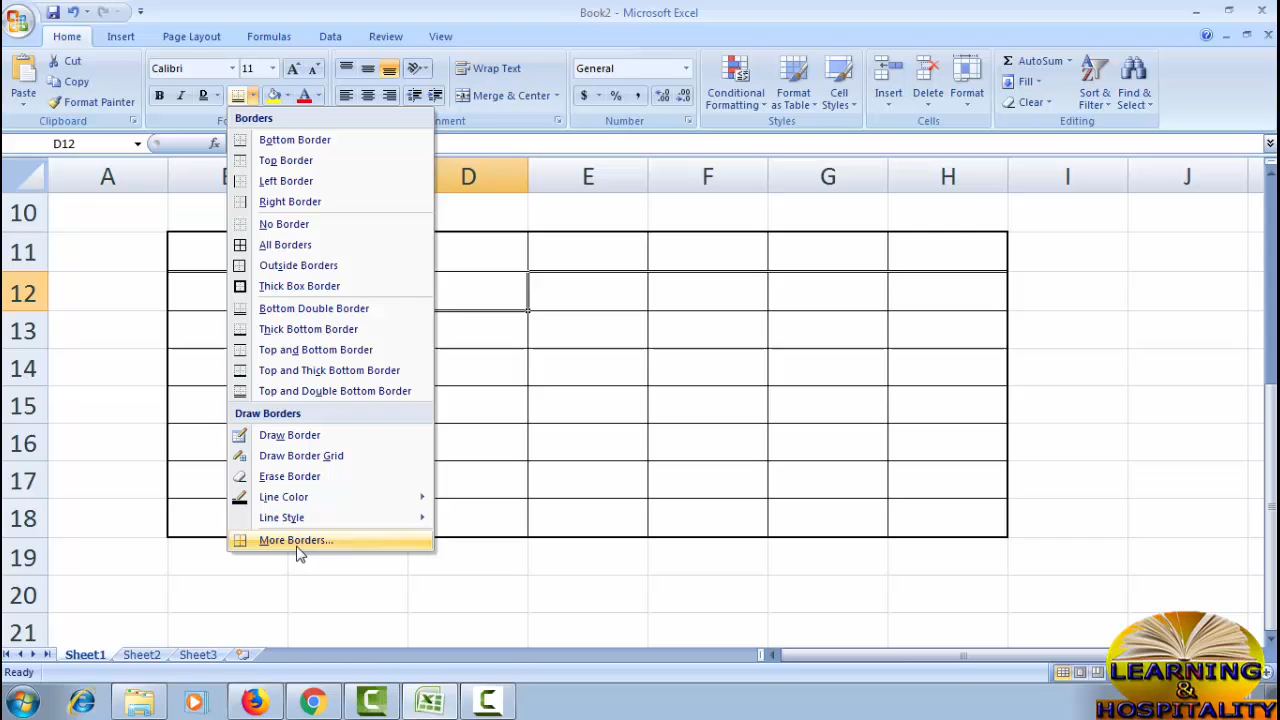 Book2 - Microsoft Excel
Home Insert Page Layout Formulas Data Review View
Cut
Copy
Format Painter
Paste
Clipboard
Calibri 11
B I D
Wrap Text
Merge & Center
nment
General
$ % ,
Number
Conditional Formatting
Format as Table
Cell Styles
Styles
Insert Delete Format
Cells
Σ AutoSum
Fill
Clear
Sort & Filter
Find & Select
Editing
D12
fx
Borders
Bottom Border
Top Border
Left Border
Right Border
No Border
All Borders
Outside Borders
Thick Box Border
Bottom Double Border
Thick Bottom Border
Top and Bottom Border
Top and Thick Bottom Border
Top and Double Bottom Border
Draw Borders
Draw Border
Draw Border Grid
Erase Border
Line Color
Line Style
More Borders...
A D E F G H I J
10
11
12
13
14
15
16
17
18
19
20
21
Sheet1 Sheet2 Sheet3
Ready
LEARNING
&
HOSPITALITY